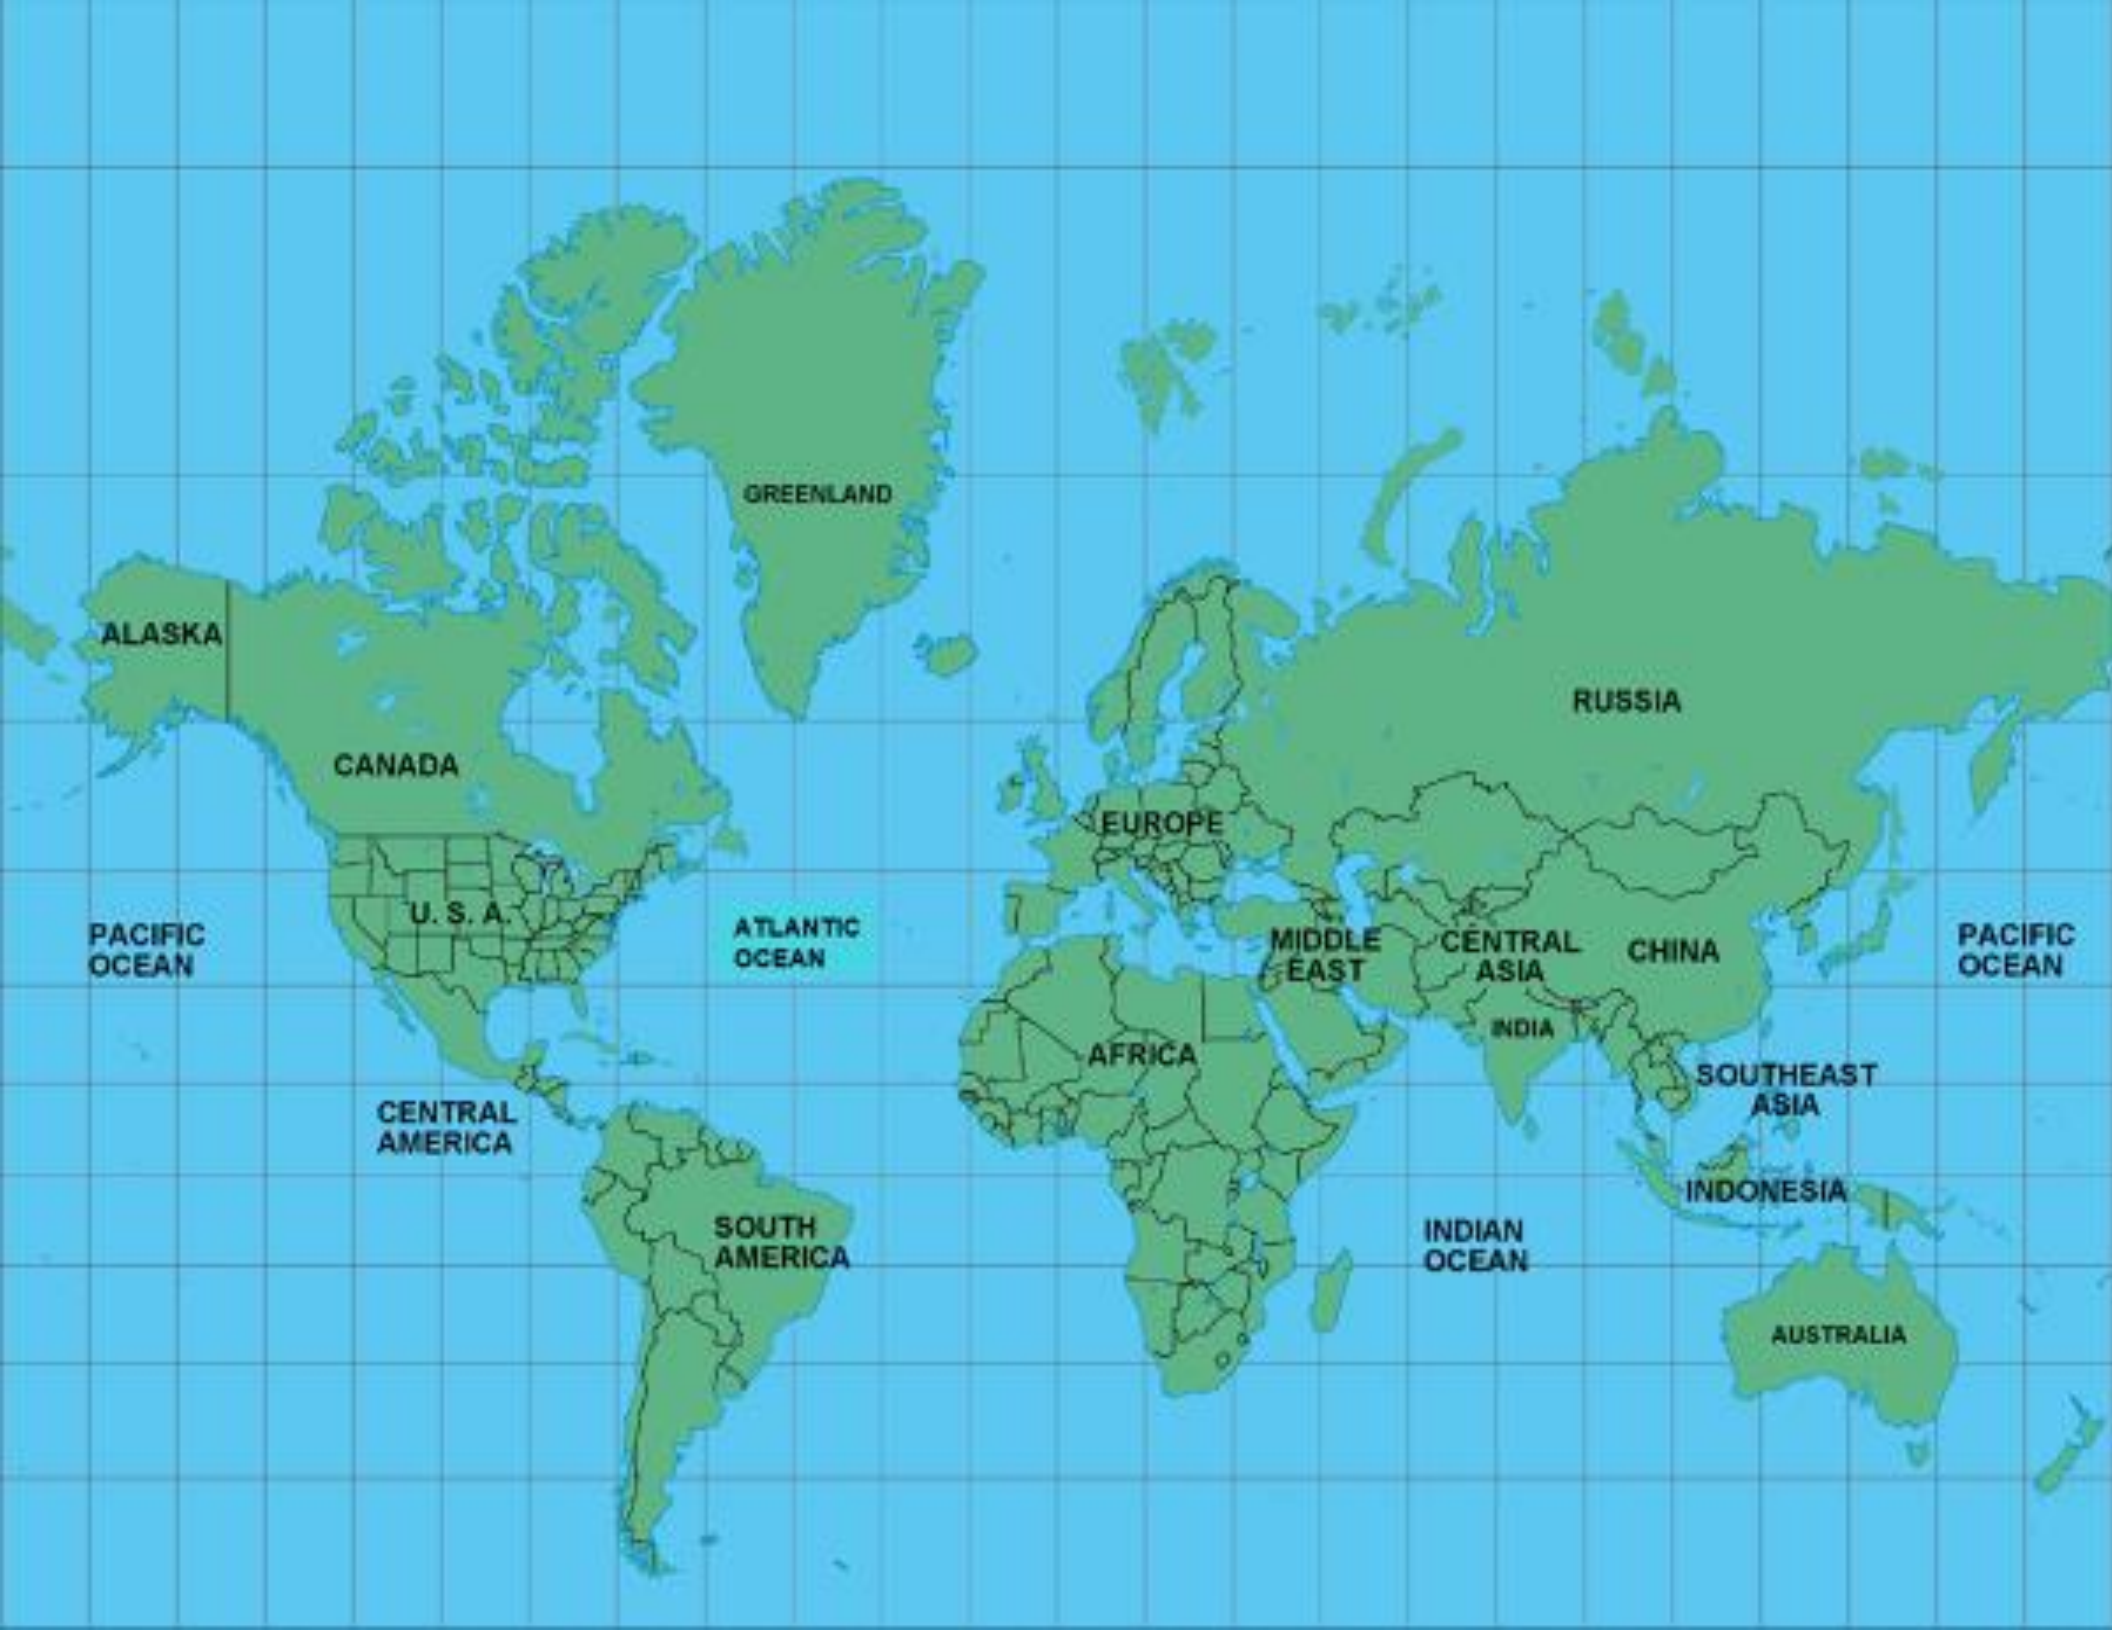 GREENLAND
ALASKA
RUSSIA
CANADA
EUROPE
U. S. A.
PACIFIC
OCEAN
ATLANTIC
OCEAN
MIDDLE
EAST
CENTRAL
ASIA
CHINA
PACIFIC
OCEAN
INDIA
AFRICA
SOUTHEAST
ASIA
CENTRAL
AMERICA
INDONESIA
SOUTH
AMERICA
INDIAN
OCEAN
AUSTRALIA